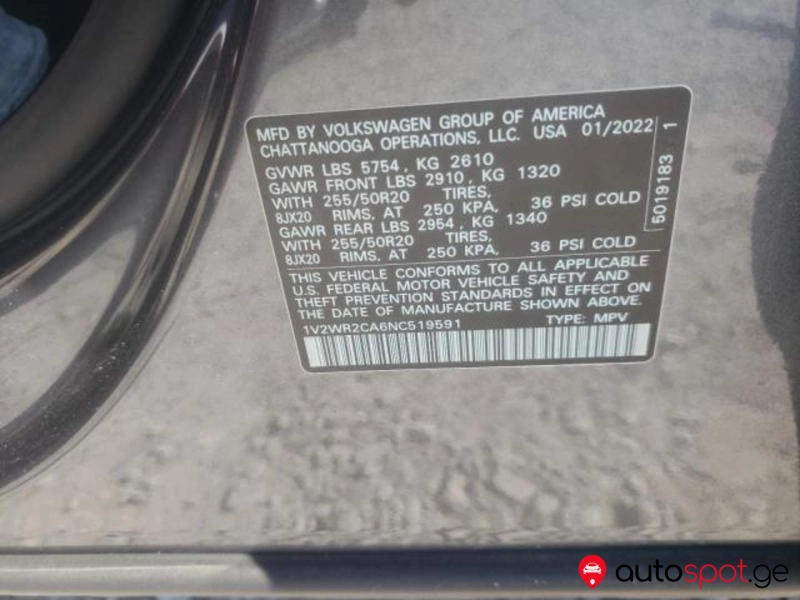 MFD BY VOLKSWAGEN GROUP OF AMERICA
CHATTANOOGA OPERATIONS, LLC. USA 01/2022
GVWR LBS 5754, KG 2610
GAWR FRONT LBS 2910, KG 1320
WITH 255/50R20 TIRES,
8JX20 RIMS, AT 250 KPA, 36 PSI COLD
GAWR REAR LBS 2954, KG 1340
WITH 255/50R20 TIRES,
8JX20 RIMS, AT 250 KPA, 36 PSI COLD
THIS VEHICLE CONFORMS TO ALL APPLICABLE
U.S. FEDERAL MOTOR VEHICLE SAFETY AND
THEFT PREVENTION STANDARDS IN EFFECT ON
THE DATE OF MANUFACTURE SHOWN ABOVE.
1V2WR2CA6NC519591 TYPE: MPV
5019183 1
autospot.ge